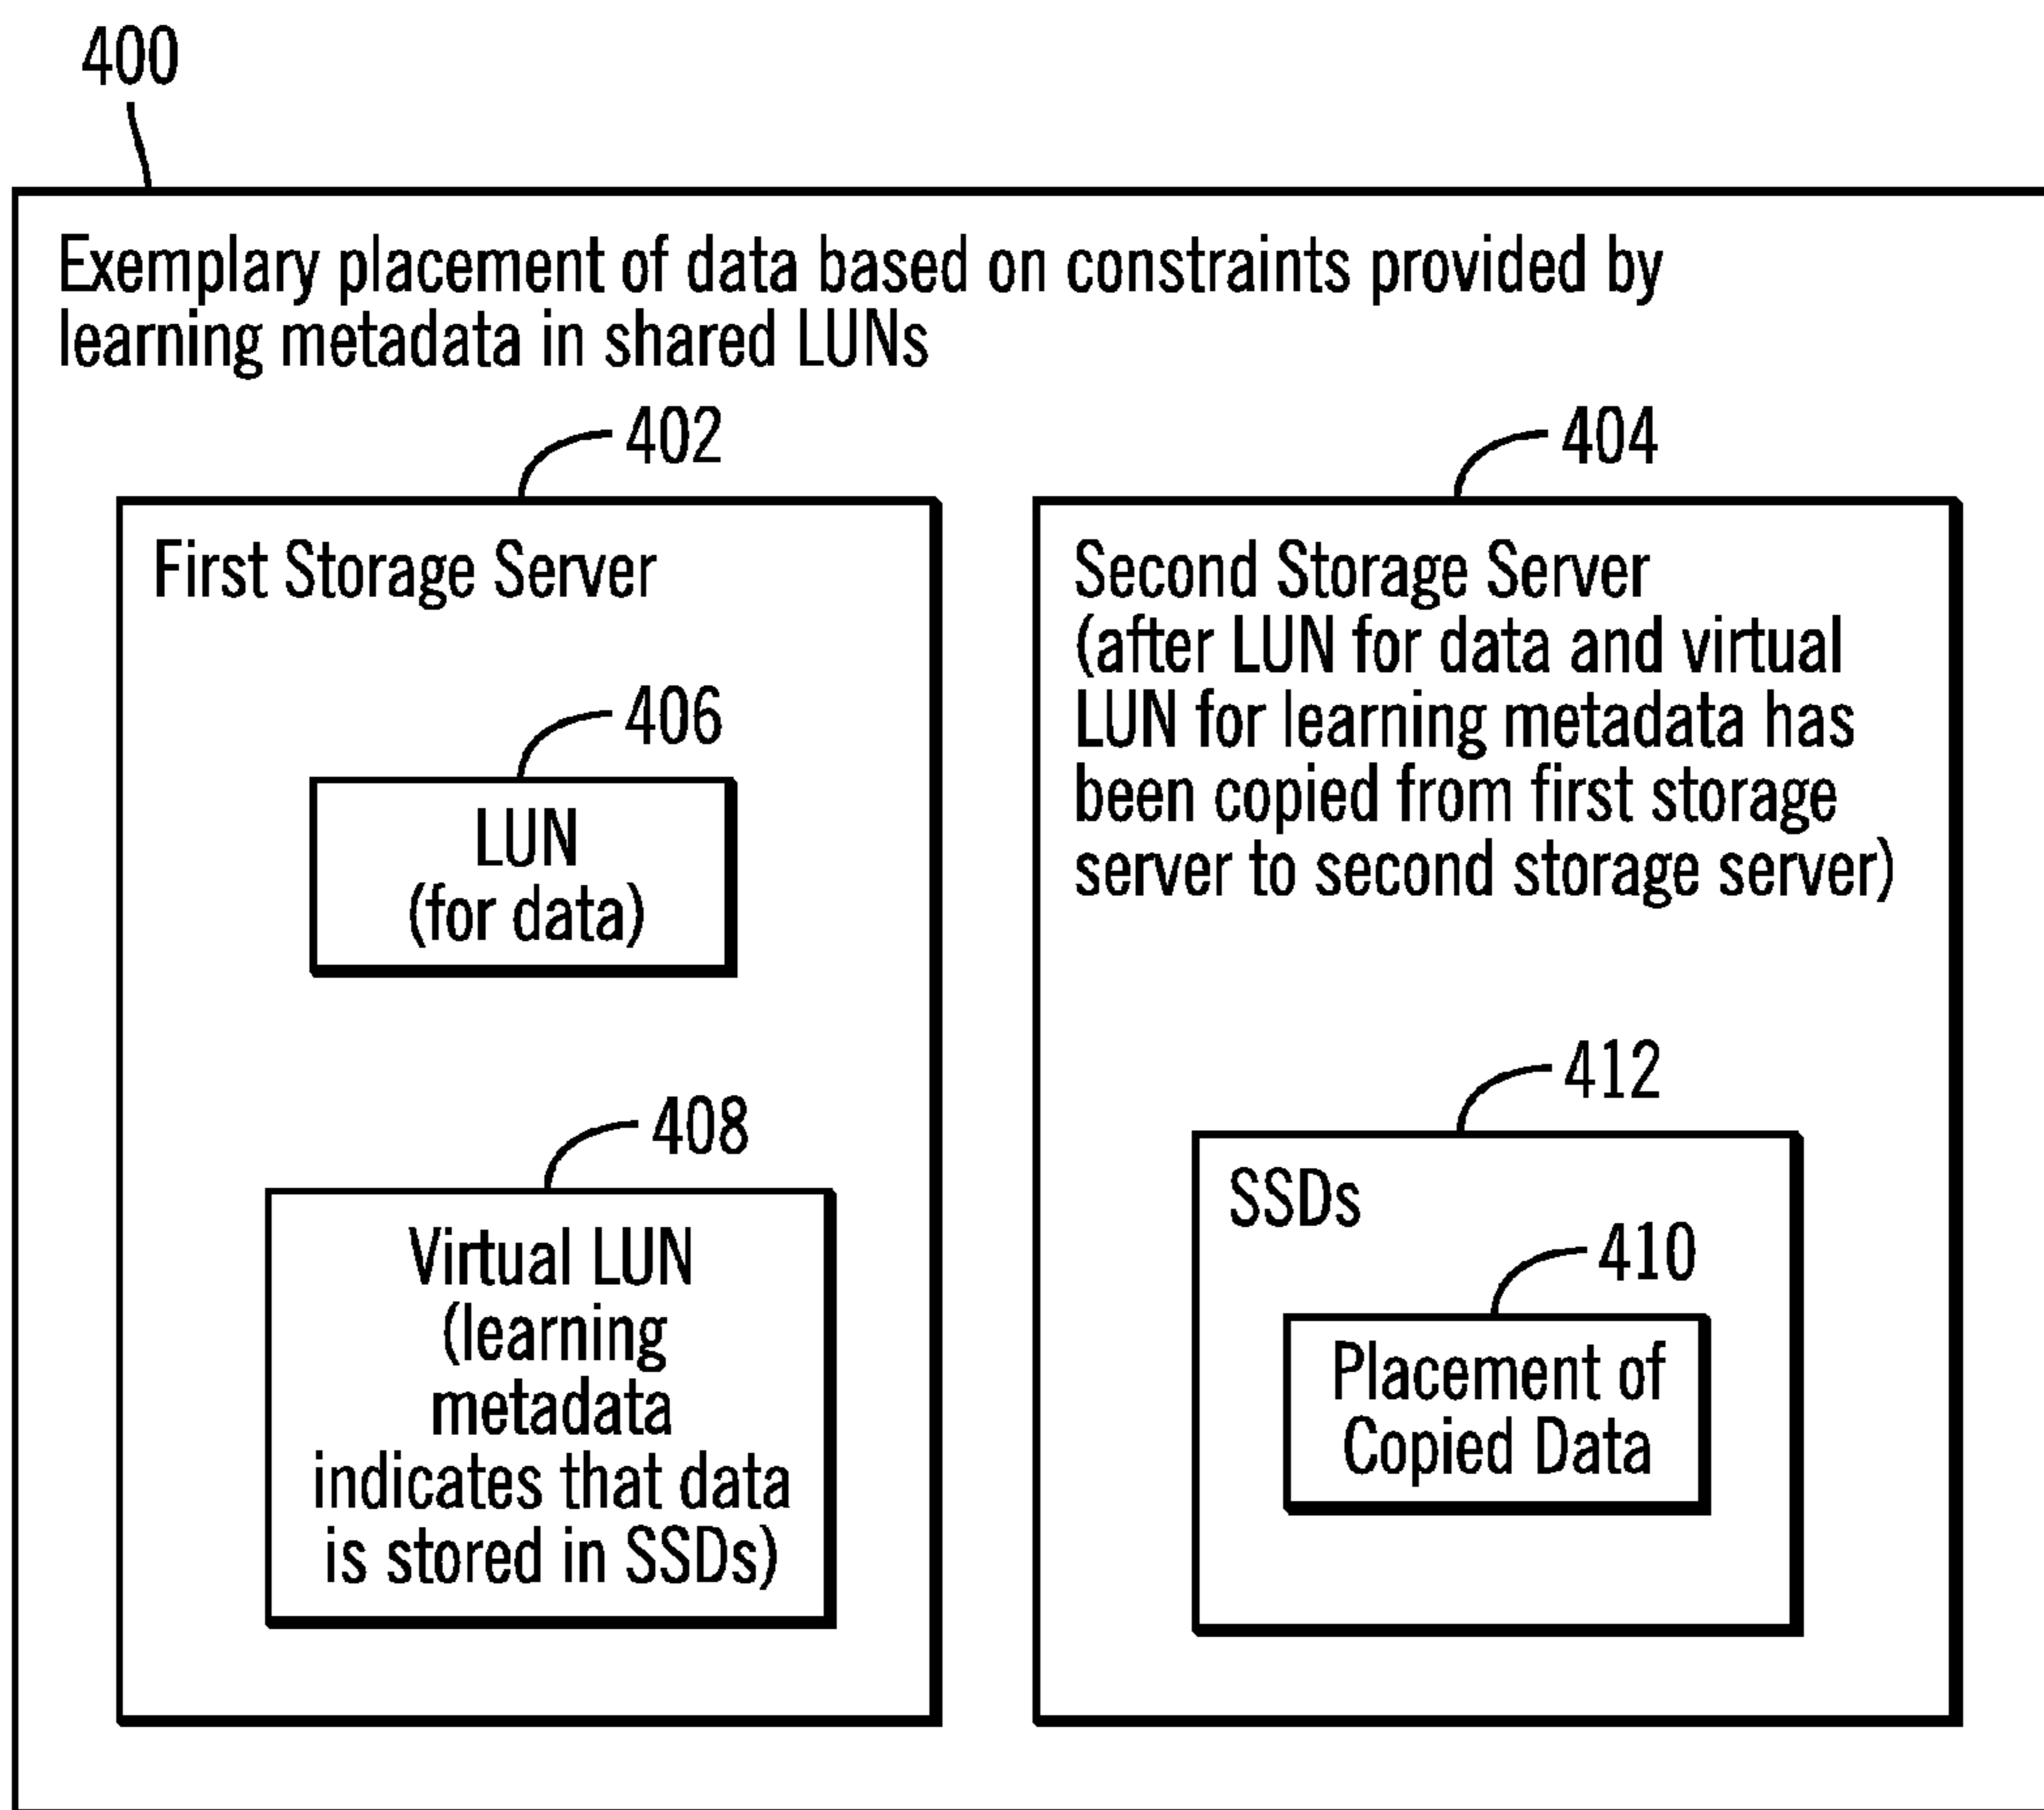 400
Exemplary placement of data based on constraints provided by
learning metadata in shared LUNs
402
First Storage Server
406
LUN
(for data)
408
Virtual LUN
(learning
metadata
indicates that data
is stored in SSDs)
404
Second Storage Server
(after LUN for data and virtual
LUN for learning metadata has
been copied from first storage
server to second storage server)
412
SSDs
410
Placement of
Copied Data